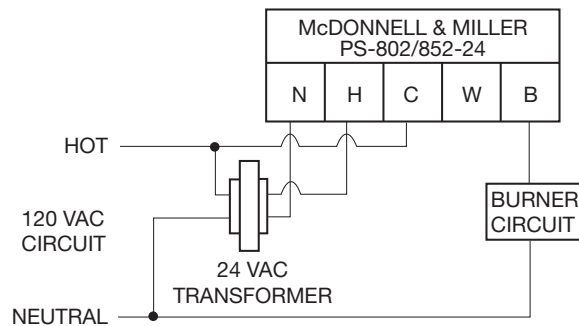 McDONNELL & MILLER
PS-802/852-24
N H C W B
HOT
120 VAC
CIRCUIT
BURNER
CIRCUIT
24 VAC
TRANSFORMER
NEUTRAL